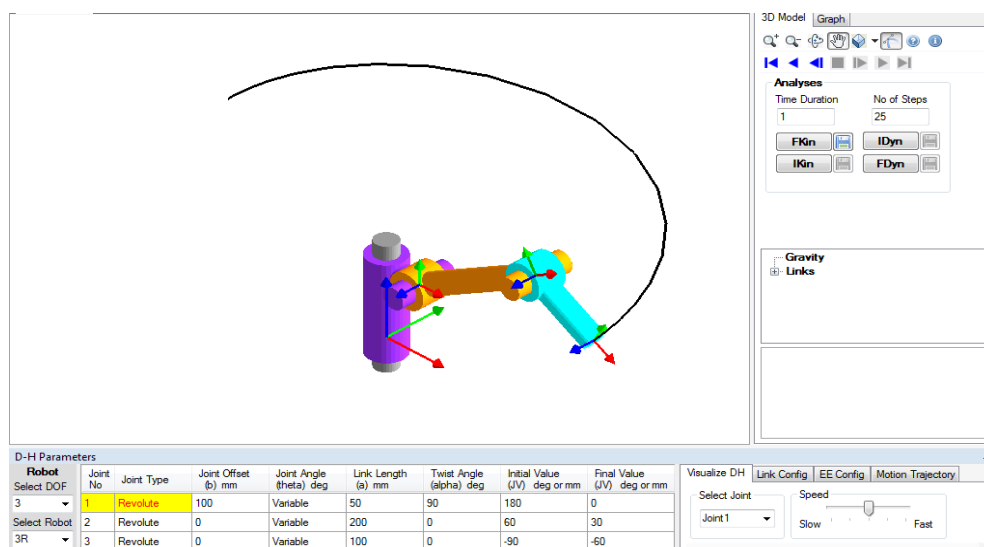 3D Model Graph
Analyses
Time Duration No of Steps
1 25
FKin IDyn
IKin FDyn
Gravity
Links
D-H Parameters
Robot
Select DOF
3
Select Robot
3R
Joint No Joint Type Joint Offset (b) mm Joint Angle (theta) deg Link Length (a) mm Twist Angle (alpha) deg Initial Value (JV) deg or mm Final Value (JV) deg or mm
1 Revolute 100 Variable 50 90 180 0
2 Revolute 0 Variable 200 0 60 30
3 Revolute 0 Variable 100 0 -90 -60
Visualize DH Link Config EE Config Motion Trajectory
Select Joint
Joint1
Speed
Slow Fast